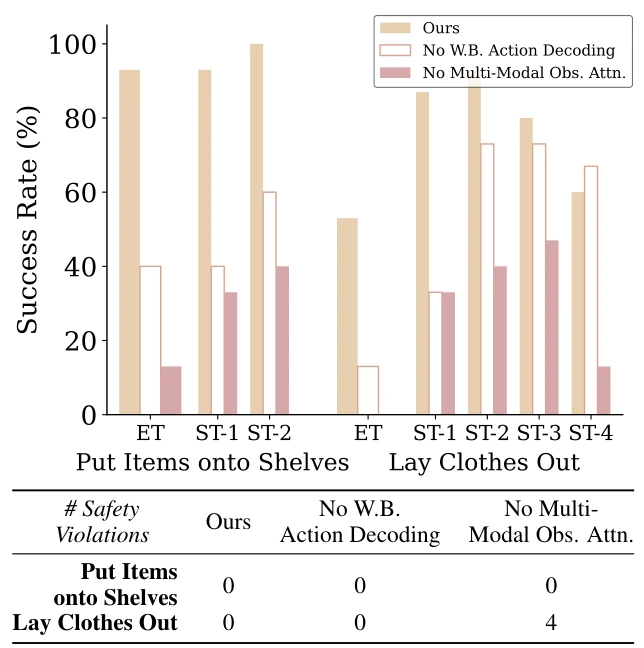 Ours
No W.B. Action Decoding
No Multi-Modal Obs. Attn.
Success Rate (%)
100
80
60
40
20
0
ET ST-1 ST-2 ET ST-1 ST-2 ST-3 ST-4
Put Items onto Shelves Lay Clothes Out
# Safety Violations Ours No W.B. Action Decoding No Multi-Modal Obs. Attn.
Put Items onto Shelves 0 0 0
Lay Clothes Out 0 0 4